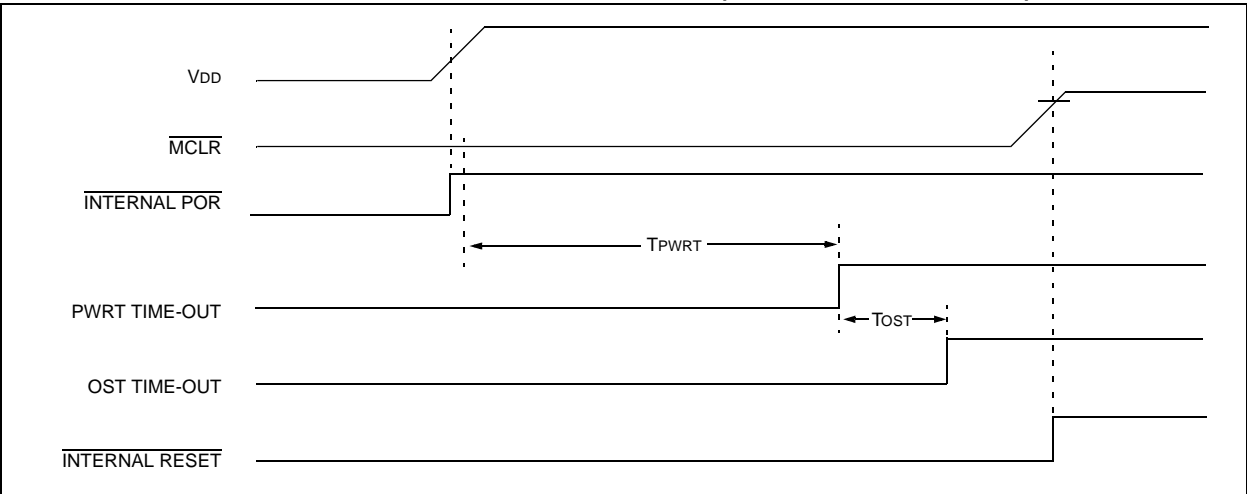 VDD
MCLR
INTERNAL POR
TPWRT
PWRT TIME-OUT
TOST
OST TIME-OUT
INTERNAL RESET